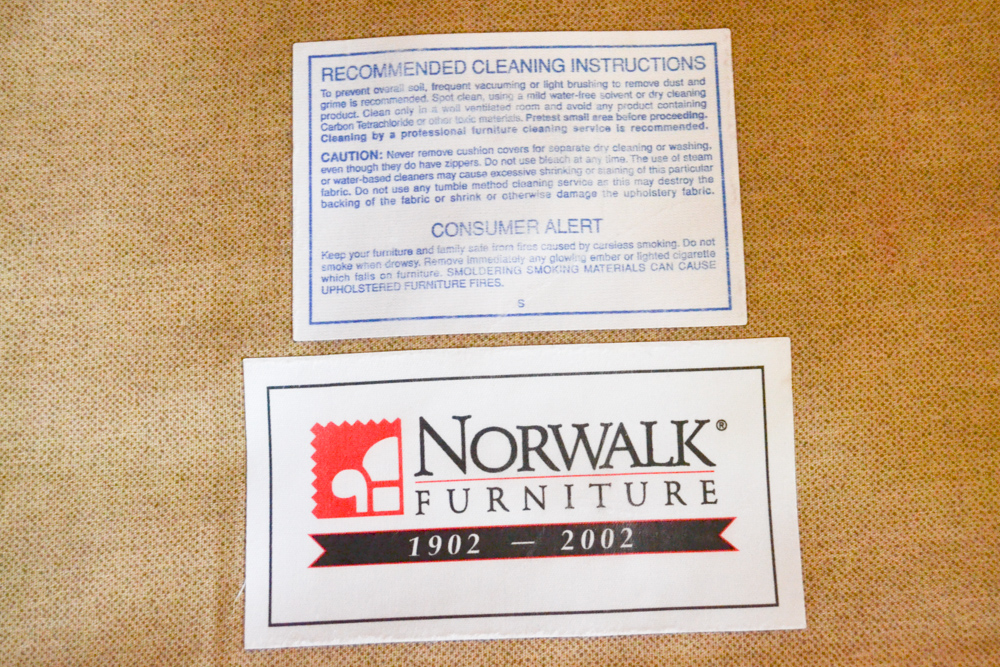 RECOMMENDED CLEANING INSTRUCTIONS
To prevent overall soil, frequent vacuuming or light brushing to remove dust and
grime is recommended. Spot clean, using a mild water-free solvent or dry cleaning
product. Clean only in a well ventilated room and avoid any product containing
Carbon Tetrachloride or other toxic materials. Pretest small area before proceeding.
Cleaning by a professional furniture cleaning service is recommended.
CAUTION: Never remove cushion covers for separate dry cleaning or washing,
even though they do have zippers. Do not use bleach at any time. The use of steam
or water-based cleaners may cause excessive shrinking or staining of this particular
fabric. Do not use any tumble method cleaning service as this may destroy the
backing of the fabric or shrink or otherwise damage the upholstery fabric.
CONSUMER ALERT
Keep your furniture and family safe from fires caused by careless smoking. Do not
smoke when drowsy. Remove immediately any glowing ember or lighted cigarette
which falls on furniture. SMOLDERING SMOKING MATERIALS CAN CAUSE
UPHOLSTERED FURNITURE FIRES.
S
NORWALK®
FURNITURE
1902 — 2002